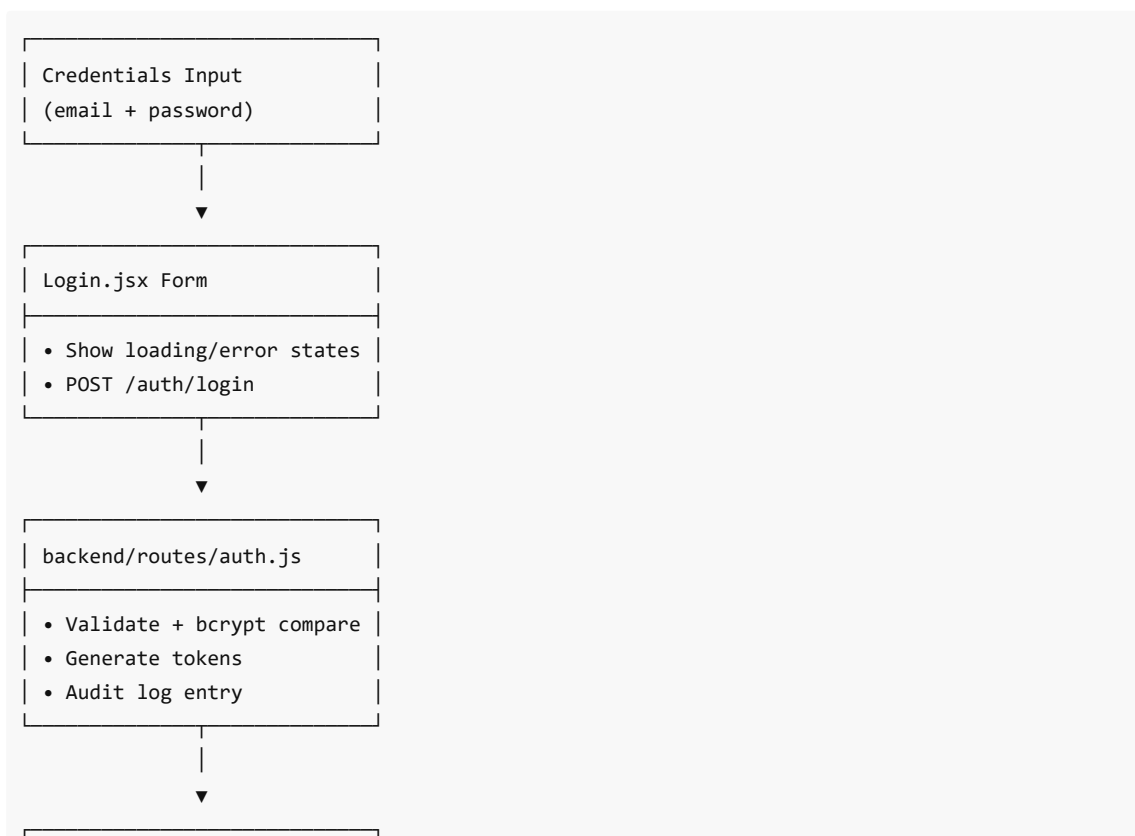 Credentials Input
(email + password)
▼
Login.jsx Form
• Show loading/error states
• POST /auth/login
▼
backend/routes/auth.js
• Validate + bcrypt compare
• Generate tokens
• Audit log entry
▼